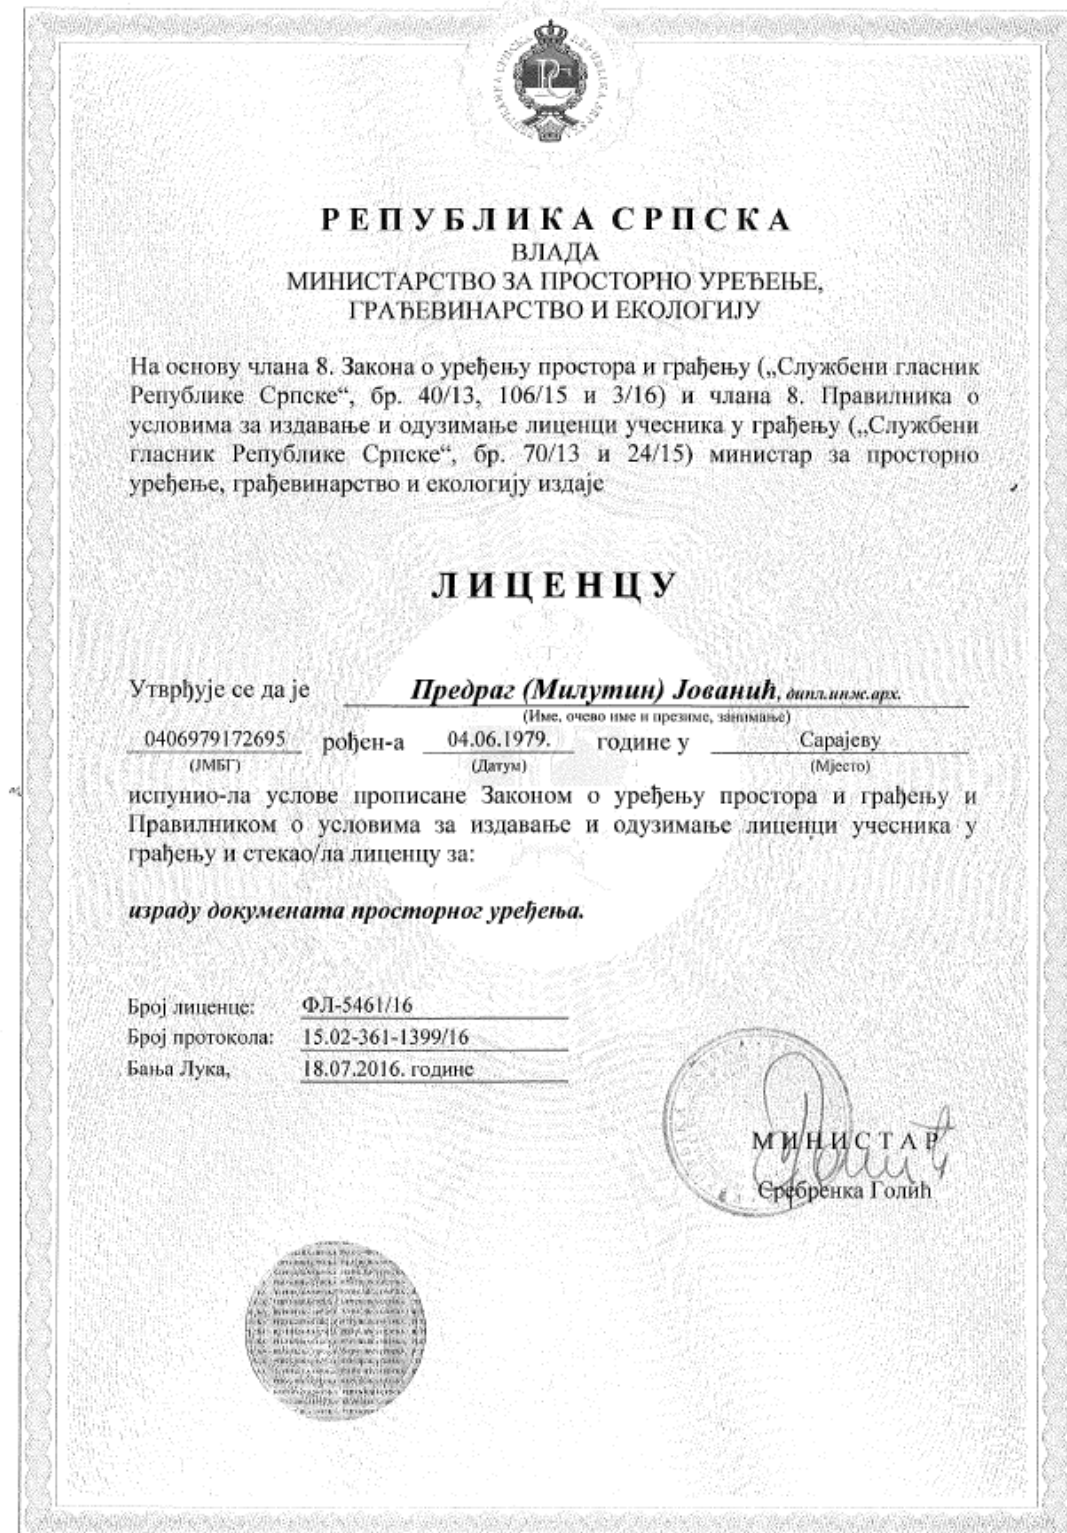 РЕПУБЛИКА СРПСКА
ВЛАДА
МИНИСТАРСТВО ЗА ПРОСТОРНО УРЕЂЕЊЕ,
ГРАЂЕВИНАРСТВО И ЕКОЛОГИЈУ
На основу члана 8. Закона о уређењу простора и грађењу („Службени гласник
Републике Српске“, бр. 40/13, 106/15 и 3/16) и члана 8. Правилника о
условима за издавање и одузимање лиценци учесника у грађењу („Службени
гласник Републике Српске“, бр. 70/13 и 24/15) министар за просторно
уређење, грађевинарство и екологију издаје
ЛИЦЕНЦУ
Утврђује се да је Предраг (Милутин) Јованић, дипл.инж.арх.
(Име, очево име и презиме, занимање)
0406979172695 рођен-а 04.06.1979. године у Сарајеву
(ЈМБГ) (Датум) (Мјесто)
испунио-ла услове прописане Законом о уређењу простора и грађењу и
Правилником о условима за издавање и одузимање лиценци учесника у
грађењу и стекао/ла лиценцу за:
израду докумената просторног уређења.
Број лиценце: ФЛ-5461/16
Број протокола: 15.02-361-1399/16
Бања Лука, 18.07.2016. године
МИНИСТАР
Сребренка Голић